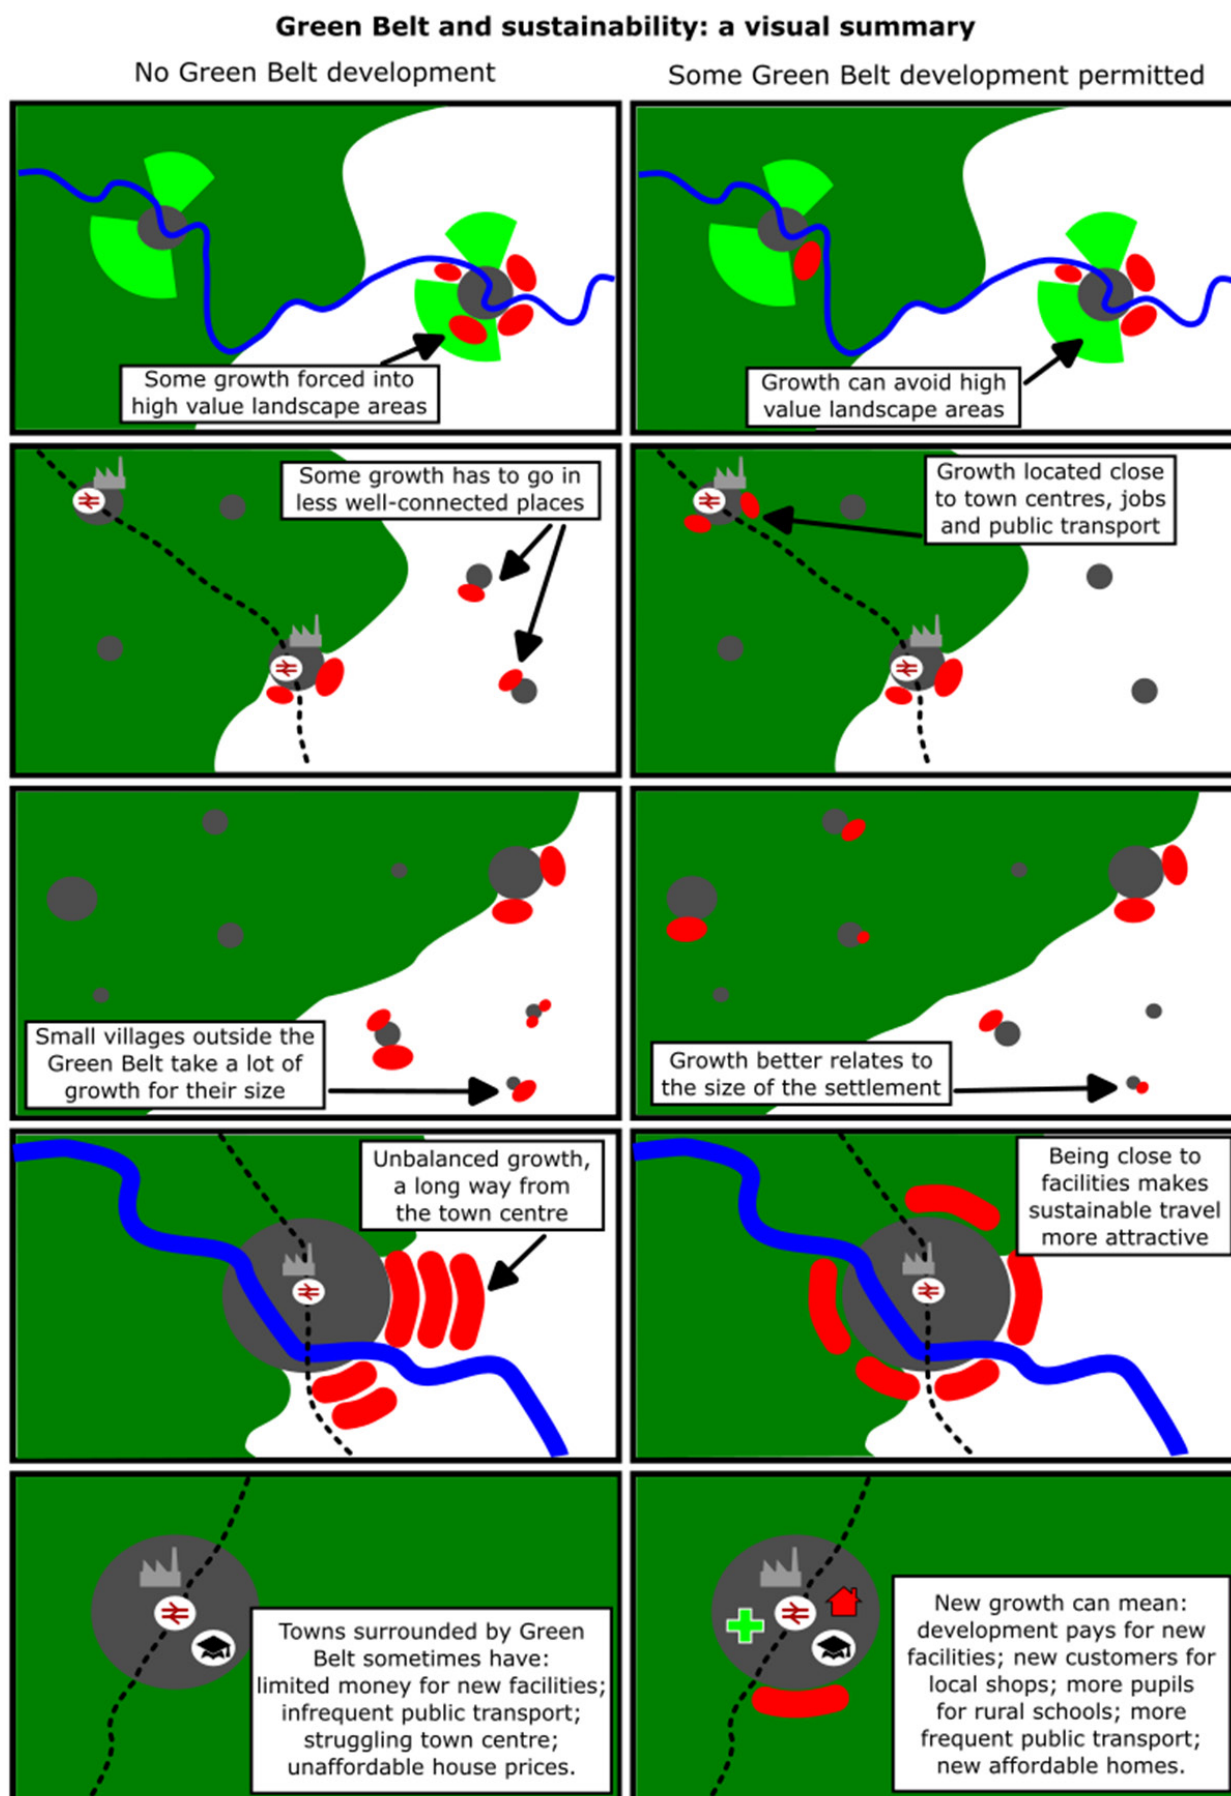 Green Belt and sustainability: a visual summary
No Green Belt development
Some Green Belt development permitted
Some growth forced into
high value landscape areas
Growth can avoid high
value landscape areas
Some growth has to go in
less well-connected places
Growth located close
to town centres, jobs
and public transport
Small villages outside the
Green Belt take a lot of
growth for their size
Growth better relates to
the size of the settlement
Unbalanced growth,
a long way from
the town centre
Being close to
facilities makes
sustainable travel
more attractive
Towns surrounded by Green
Belt sometimes have:
limited money for new facilities;
infrequent public transport;
struggling town centre;
unaffordable house prices.
New growth can mean:
development pays for new
facilities; new customers for
local shops; more pupils
for rural schools; more
frequent public transport;
new affordable homes.